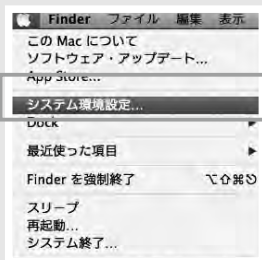 Finder ファイル 編集 表示
この Mac について
ソフトウェア・アップデート...
App Store...
システム環境設定...
Dock
最近使った項目
Finder を強制終了 ⌥⇧⌘⎋
スリープ
再起動...
システム終了...